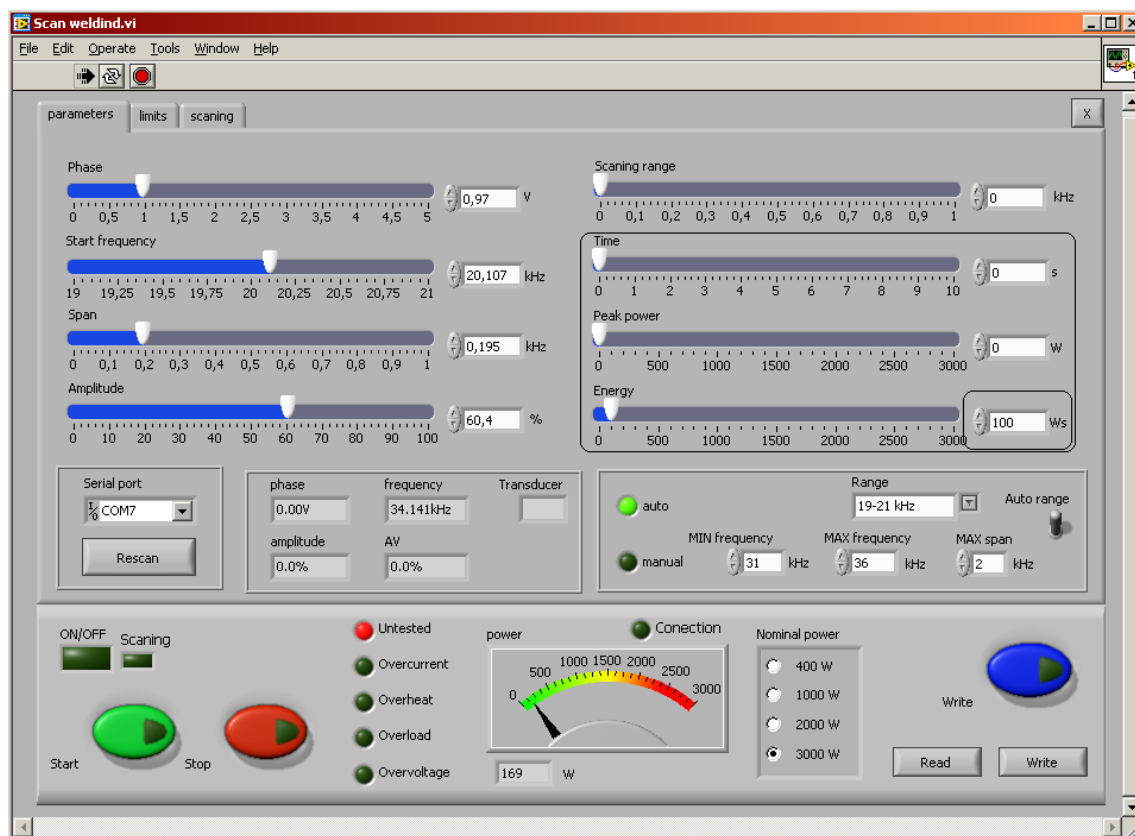 Scan weldind.vi
File Edit Operate Tools Window Help
parameters limits scaning X
Phase
0 0,5 1 1,5 2 2,5 3 3,5 4 4,5 5
0,97 V
Start frequency
19 19,25 19,5 19,75 20 20,25 20,5 20,75 21
20,107 kHz
Span
0 0,1 0,2 0,3 0,4 0,5 0,6 0,7 0,8 0,9 1
0,195 kHz
Amplitude
0 10 20 30 40 50 60 70 80 90 100
60,4 %
Scaning range
0 0,1 0,2 0,3 0,4 0,5 0,6 0,7 0,8 0,9 1
0 kHz
Time
0 1 2 3 4 5 6 7 8 9 10
0 s
Peak power
0 500 1000 1500 2000 2500 3000
0 W
Energy
0 500 1000 1500 2000 2500 3000
100 Ws
Serial port
I/0 COM7
Rescan
phase frequency Transducer
0.00V 34.141kHz
amplitude AV
0.0% 0.0%
Range
auto 19-21 kHz Auto range
MIN frequency MAX frequency MAX span
manual 31 kHz 36 kHz 2 kHz
ON/OFF Scaning
Start Stop
Untested
Overcurrent
Overheat
Overload
Overvoltage
power Conection
0 500 1000 1500 2000 2500 3000
169 W
Nominal power
400 W
1000 W
2000 W
3000 W
Write
Read Write